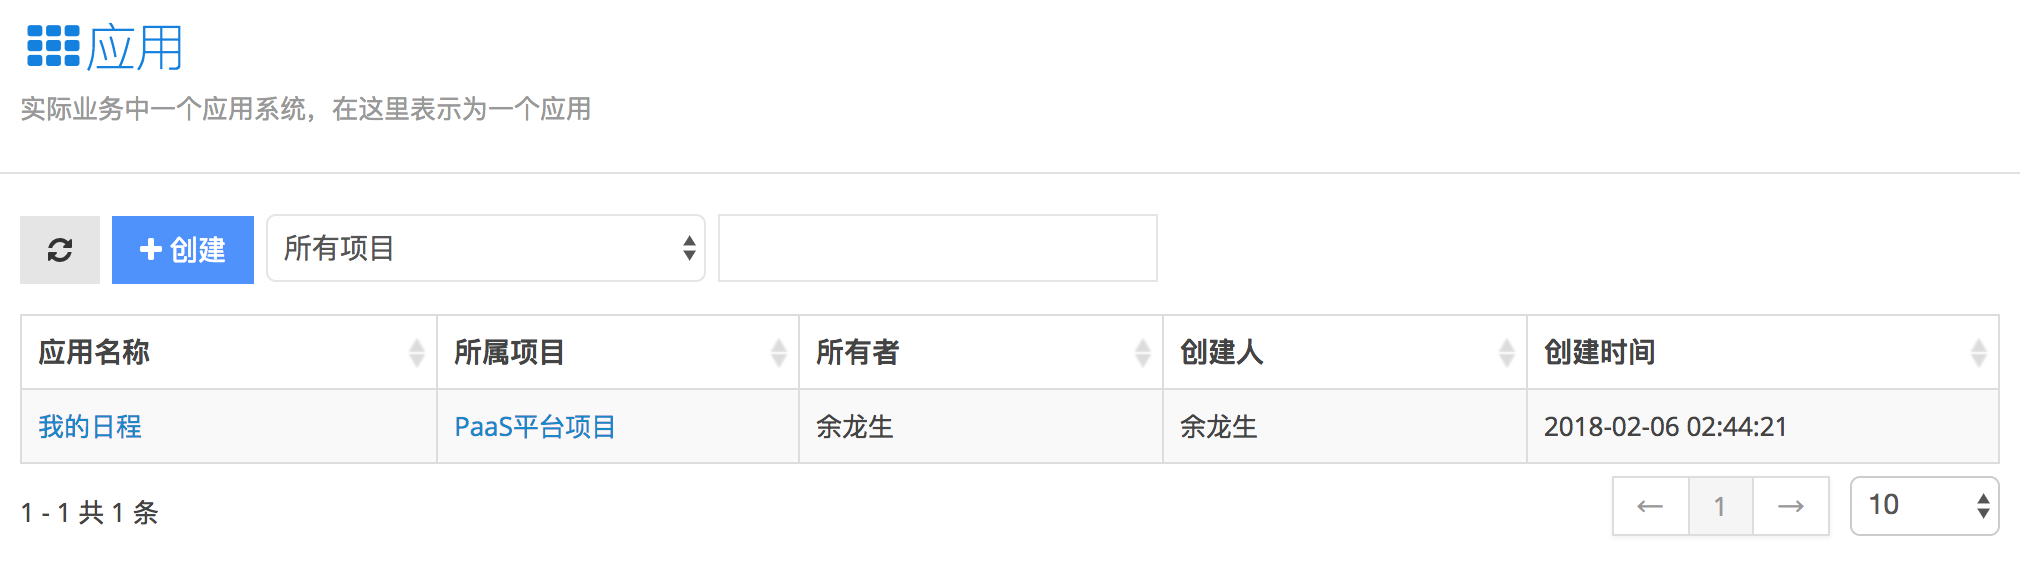 应用
实际业务中一个应用系统，在这里表示为一个应用
创建 所有项目
应用名称 所属项目 所有者 创建人 创建时间
我的日程 PaaS平台项目 余龙生 余龙生 2018-02-06 02:44:21
1 - 1 共 1 条 ← 1 → 10